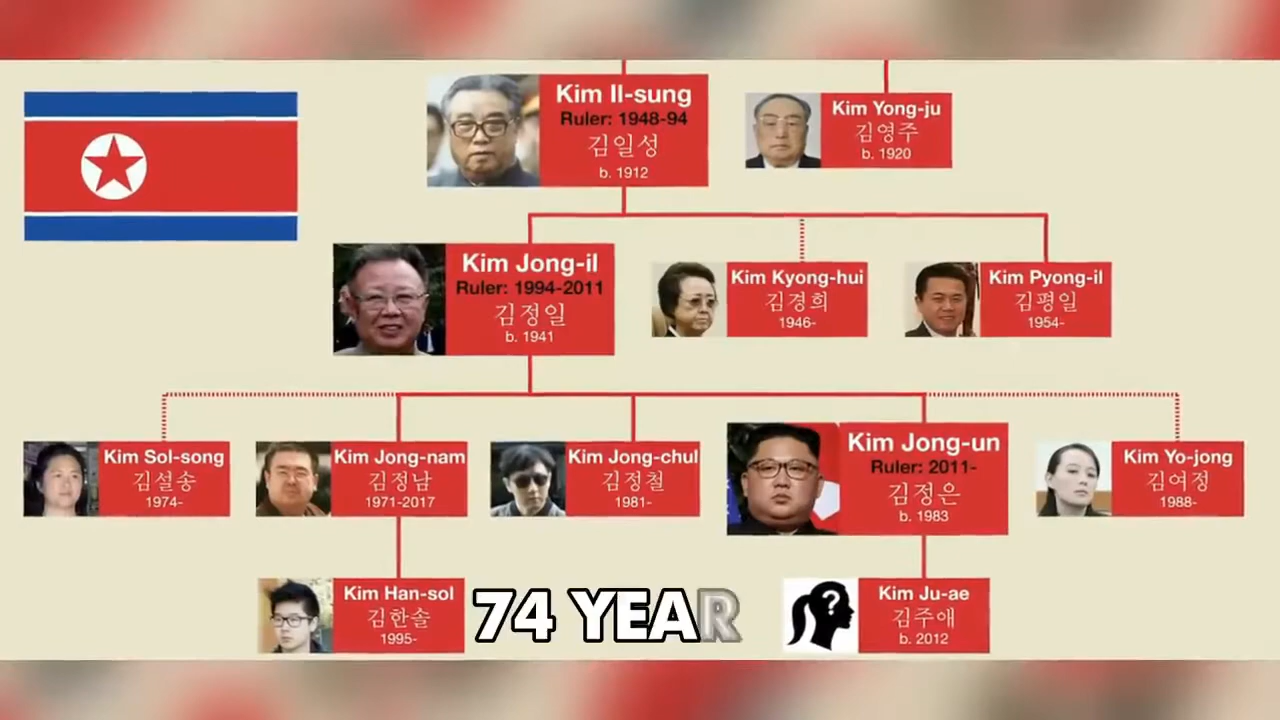 Kim Il-sung
Ruler: 1948-94
김일성
b. 1912
Kim Yong-ju
김영주
b. 1920
Kim Jong-il
Ruler: 1994-2011
김정일
b. 1941
Kim Kyong-hui
김경희
1946-
Kim Pyong-il
김평일
1954-
Kim Sol-song
김설송
1974-
Kim Jong-nam
김정남
1971-2017
Kim Jong-chul
김정철
1981-
Kim Jong-un
Ruler: 2011-
김정은
b. 1983
Kim Yo-jong
김여정
1988-
Kim Han-sol
김한솔
1995-
74 YEAR
Kim Ju-ae
김주애
b. 2012
?